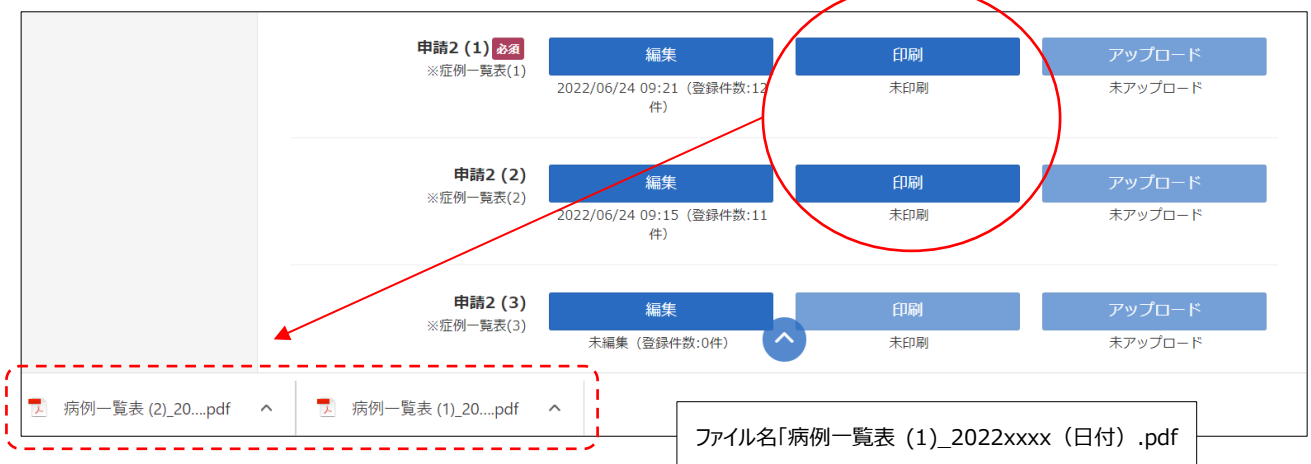 申請2 (1) 必須
※症例一覧表(1)
編集
印刷
アップロード
2022/06/24 09:21（登録件数:12
件）
未印刷
未アップロード
申請2 (2)
※症例一覧表(2)
編集
印刷
アップロード
2022/06/24 09:15（登録件数:11
件）
未印刷
未アップロード
申請2 (3)
※症例一覧表(3)
編集
印刷
アップロード
未編集（登録件数:0件）
未印刷
未アップロード
病例一覧表 (2)_20....pdf
病例一覧表 (1)_20....pdf
ファイル名「病例一覧表 (1)_2022xxxx（日付）.pdf